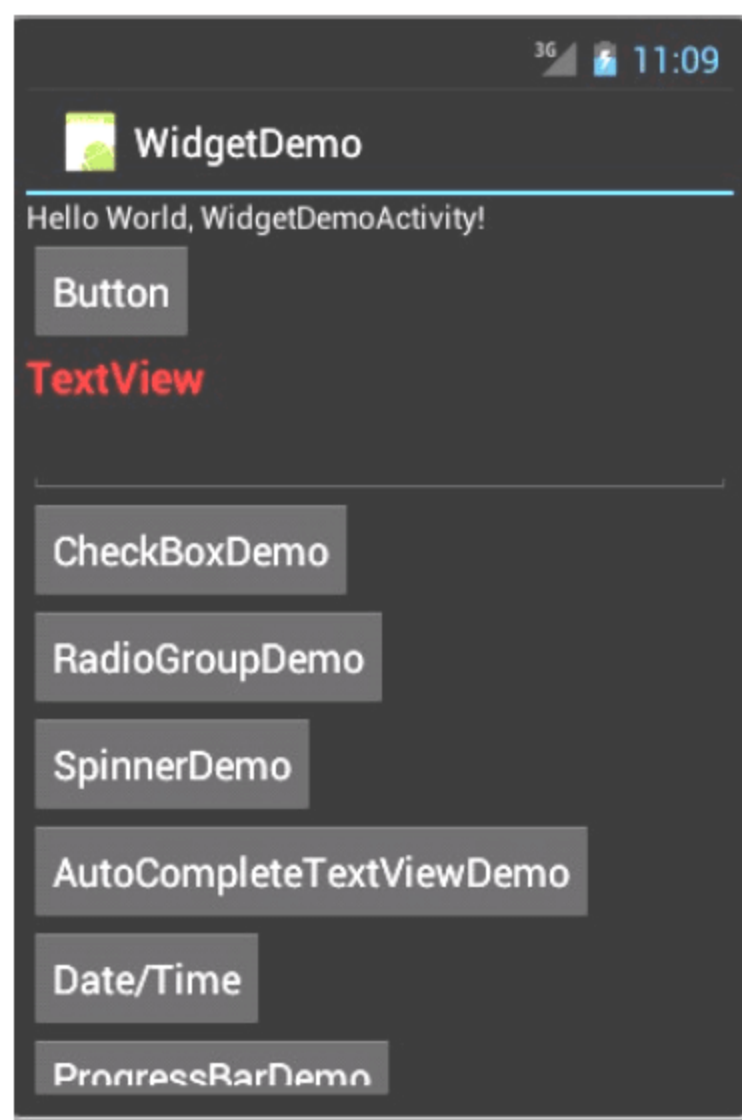 3G 11:09
WidgetDemo
Hello World, WidgetDemoActivity!
Button
TextView
CheckBoxDemo
RadioGroupDemo
SpinnerDemo
AutoCompleteTextViewDemo
Date/Time
ProgressBarDemo